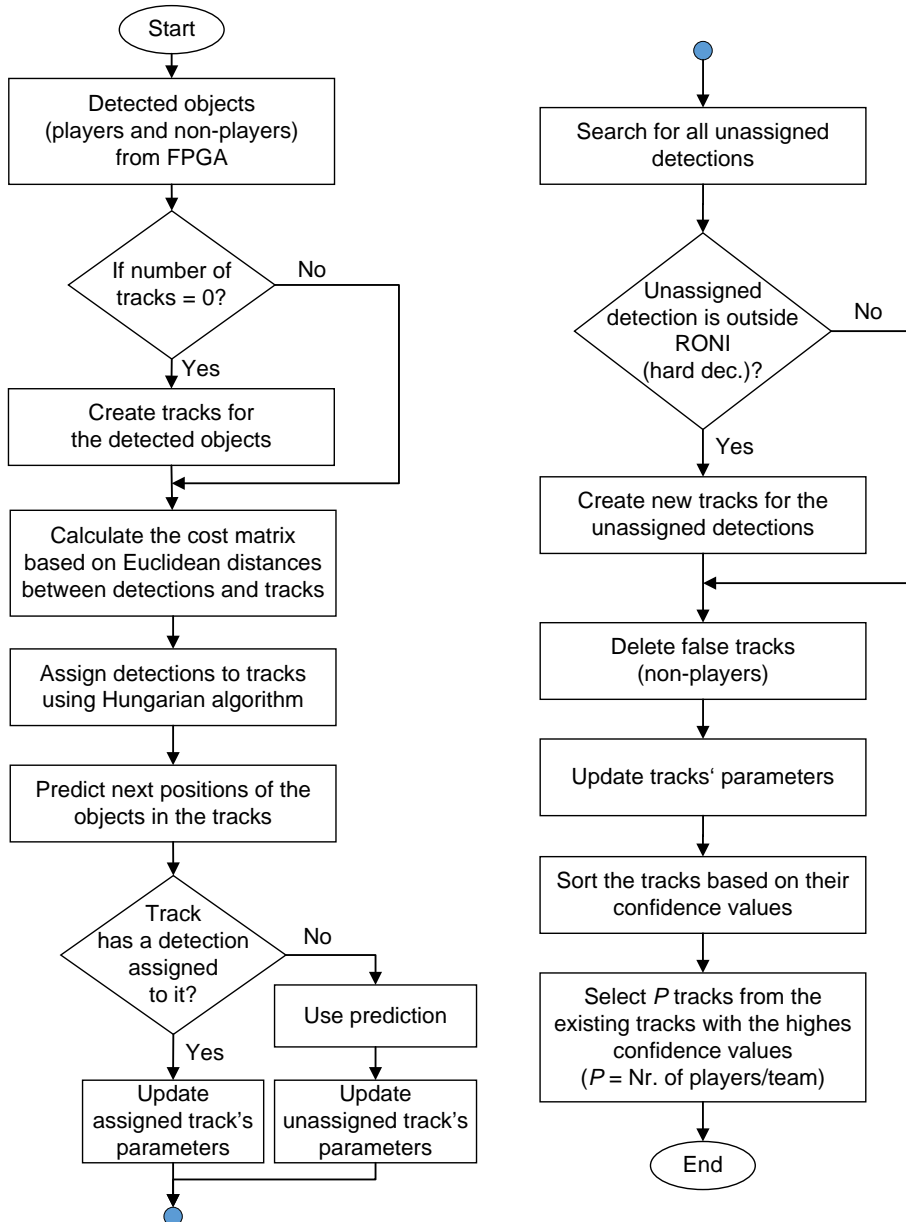 Start
Detected objects
(players and non-players)
from FPGA
If number of
tracks = 0?
No
Yes
Create tracks for
the detected objects
Calculate the cost matrix
based on Euclidean distances
between detections and tracks
Assign detections to tracks
using Hungarian algorithm
Predict next positions of the
objects in the tracks
Track
has a detection
assigned
to it?
No
Use prediction
Yes
Update
assigned track's
parameters
Update
unassigned track's
parameters
Search for all unassigned
detections
Unassigned
detection is outside
RONI
(hard dec.)?
No
Yes
Create new tracks for the
unassigned detections
Delete false tracks
(non-players)
Update tracks‘ parameters
Sort the tracks based on their
confidence values
Select P tracks from the
existing tracks with the highes
confidence values
(P = Nr. of players/team)
End